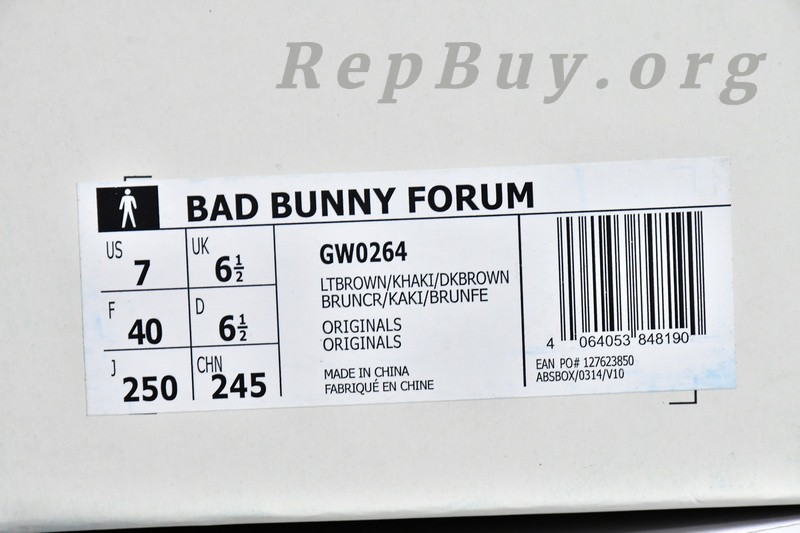 RepBuy.org
BAD BUNNY FORUM
US 7 UK 6½
F 40 D 6½
J 250 CHN 245
GW0264
LTBROWN/KHAKI/DKBROWN
BRUNCR/KAKI/BRUNFE
ORIGINALS
ORIGINALS
MADE IN CHINA
FABRIQUÉ EN CHINE
4 064053 848190
EAN PO# 127623850
ABSBOX/0314/V10